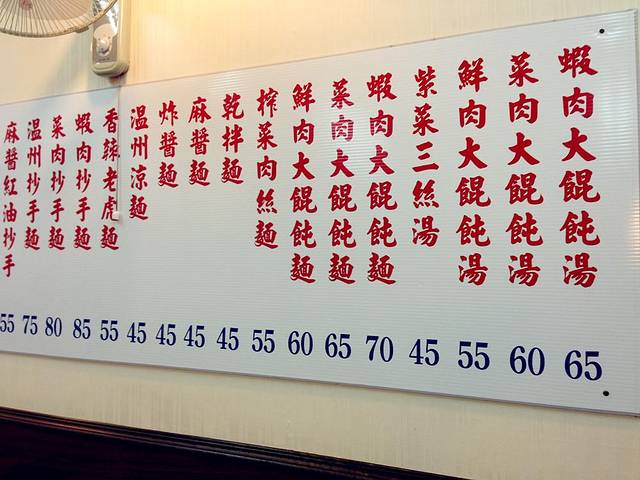 蝦肉大餛飩湯 65
菜肉大餛飩湯 60
鮮肉大餛飩湯 55
紫菜三絲湯 45
蝦肉大餛飩麵 70
菜肉大餛飩麵 65
鮮肉大餛飩麵 60
榨菜肉絲麵 55
乾拌麵 45
麻醬麵 45
炸醬麵 45
温州涼麵 45
香辣老虎麵 55
蝦肉抄手麵 85
菜肉抄手麵 80
温州抄手麵 75
麻醬紅油抄手 55